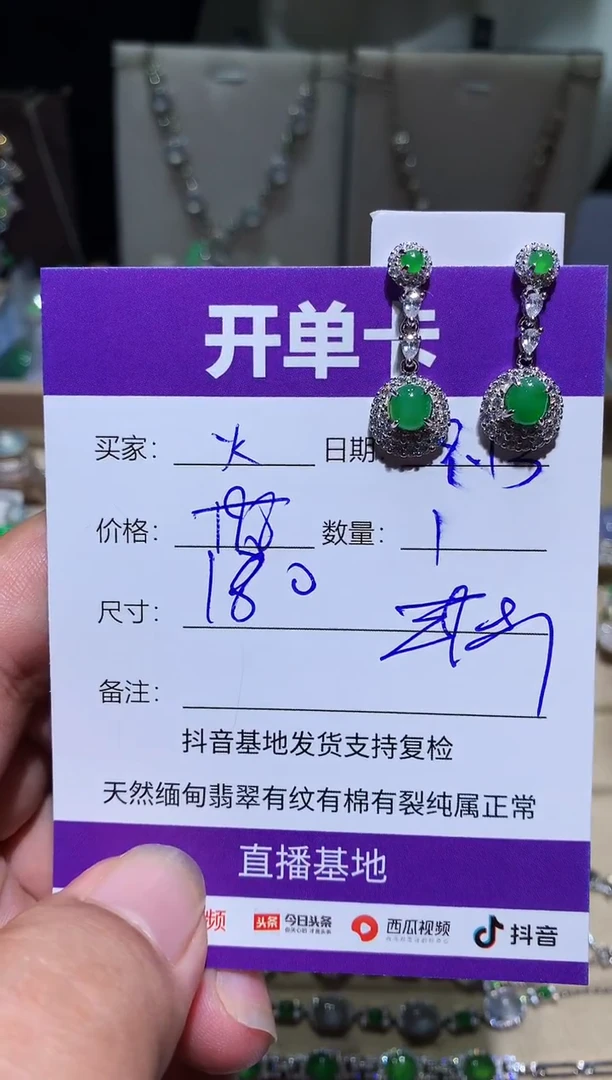 开单卡
买家: 火 日期:
价格: 数量: 1
180
尺寸:
备注:
抖音基地发货支持复检
天然缅甸翡翠有纹有棉有裂纯属正常
直播基地
频 头条 今日头条 西瓜视频 抖音